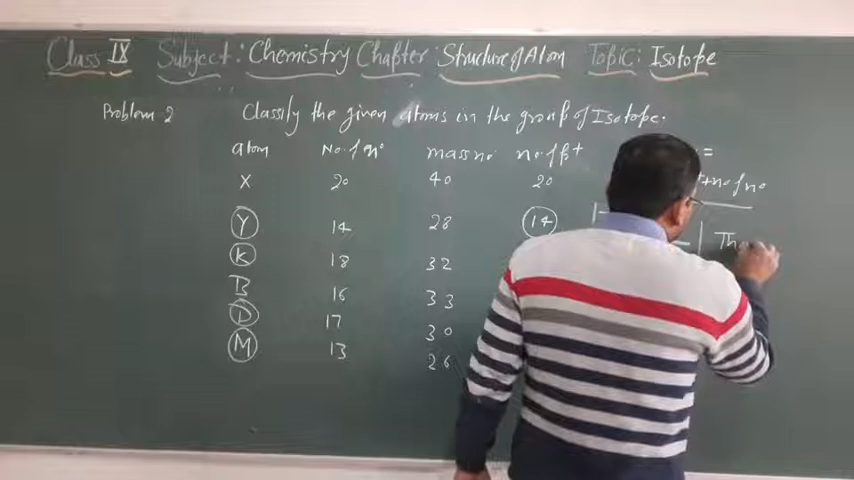 Class IX Subject: Chemistry Chapter: Structure of Atom Topic: Isotope
Problem 2 Classify the given atoms in the group of Isotope.
atom No. of n⁰ mass no. no. of p⁺ =
X 20 40 20 + no of n⁰
Y 14 28 14
K 18 32 Th
B 16 33
D 17 30
M 13 26